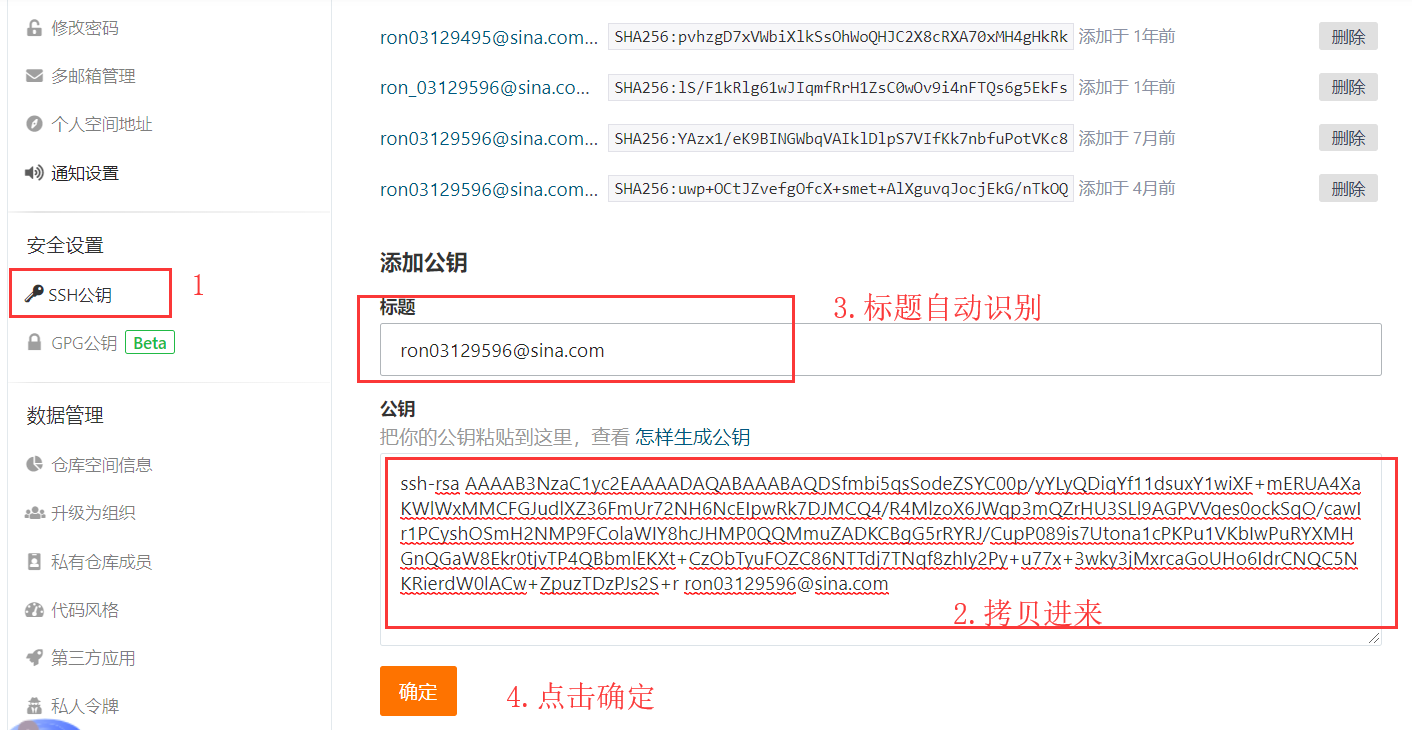 修改密码
多邮箱管理
个人空间地址
通知设置
安全设置
SSH公钥
1
GPG公钥 Beta
数据管理
仓库空间信息
升级为组织
私有仓库成员
代码风格
第三方应用
私人令牌
ron03129495@sina.com... SHA256:pvhzgD7xVWbiXlkSsOhWoQHJC2X8cRXA70xMH4gHkRk 添加于 1年前 删除
ron_03129596@sina.co... SHA256:lS/F1kRlg61wJIqmfRrH1ZsC0wOv9i4nFTQs6g5EkFs 添加于 1年前 删除
ron03129596@sina.com... SHA256:YAzx1/eK9BINGWbqVAIklDlpS7VIfKk7nbfuPotVKc8 添加于 7月前 删除
ron03129596@sina.com... SHA256:uwp+OCtJZvefgOfcX+smet+AlXguvqJocjEkG/nTkOQ 添加于 4月前 删除
添加公钥
标题
3.标题自动识别
ron03129596@sina.com
公钥
把你的公钥粘贴到这里，查看 怎样生成公钥
ssh-rsa AAAAB3NzaC1yc2EAAAADAQABAAABAQDSfmbi5qsSodeZSYC00p/yYLyQDiqYf11dsuxY1wiXF+mERUA4Xa
KWlWxMMCFGJudlXZ36FmUr72NH6NcEIpwRk7DJMCQ4/R4MlzoX6JWqp3mQZrHU3SLl9AGPVVqes0ockSqO/cawI
r1PCyshOSmH2NMP9FColaWIY8hcJHMP0QQMmuZADKCBgG5rRYRJ/CupP089is7Utona1cPKPu1VKbIwPuRYXMH
GnQGaW8Ekr0tjvTP4QBbmlEKXt+CzObTyuFOZC86NTTdj7TNqf8zhIy2Py+u77x+3wky3jMxrcaGoUHo6IdrCNQC5N
KRierdW0lACw+ZpuzTDzPJs2S+r ron03129596@sina.com
2.拷贝进来
确定
4.点击确定